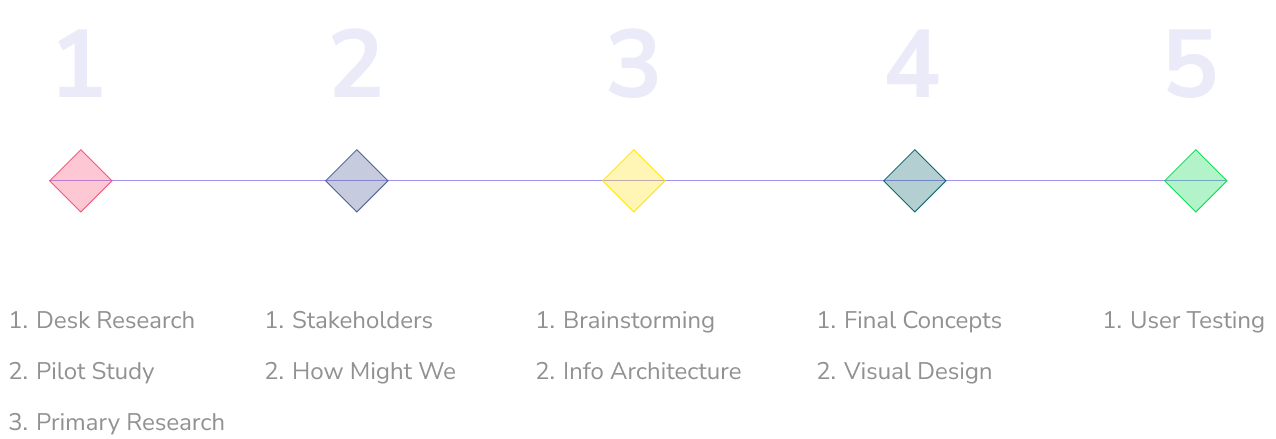 1
2
3
4
5
1. Desk Research
2. Pilot Study
3. Primary Research
1. Stakeholders
2. How Might We
1. Brainstorming
2. Info Architecture
1. Final Concepts
2. Visual Design
1. User Testing